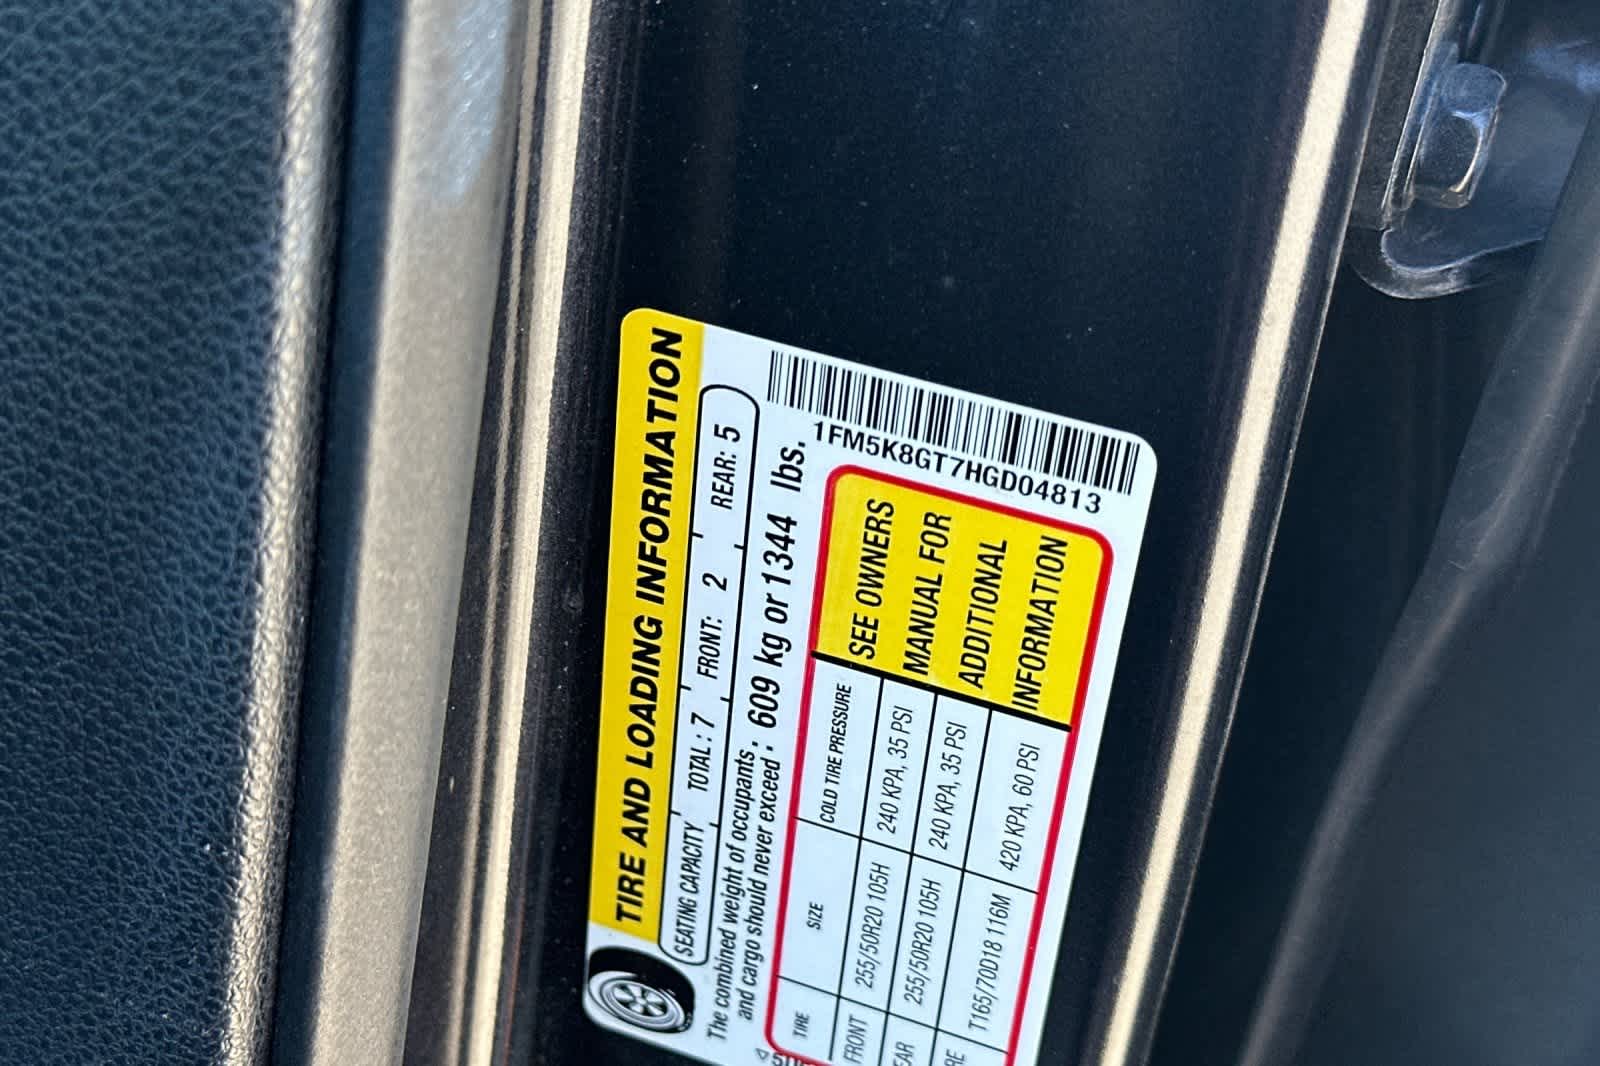 TIRE AND LOADING INFORMATION
SEATING CAPACITY TOTAL: 7 FRONT: 2 REAR: 5
The combined weight of occupants
and cargo should never exceed: 609 kg or 1344 lbs.
1FM5K8GT7HGD04813
TIRE SIZE COLD TIRE PRESSURE
FRONT 255/50R20 105H 240 KPA, 35 PSI
255/50R20 105H 240 KPA, 35 PSI
T165/70D18 116M 420 KPA, 60 PSI
SEE OWNERS
MANUAL FOR
ADDITIONAL
INFORMATION